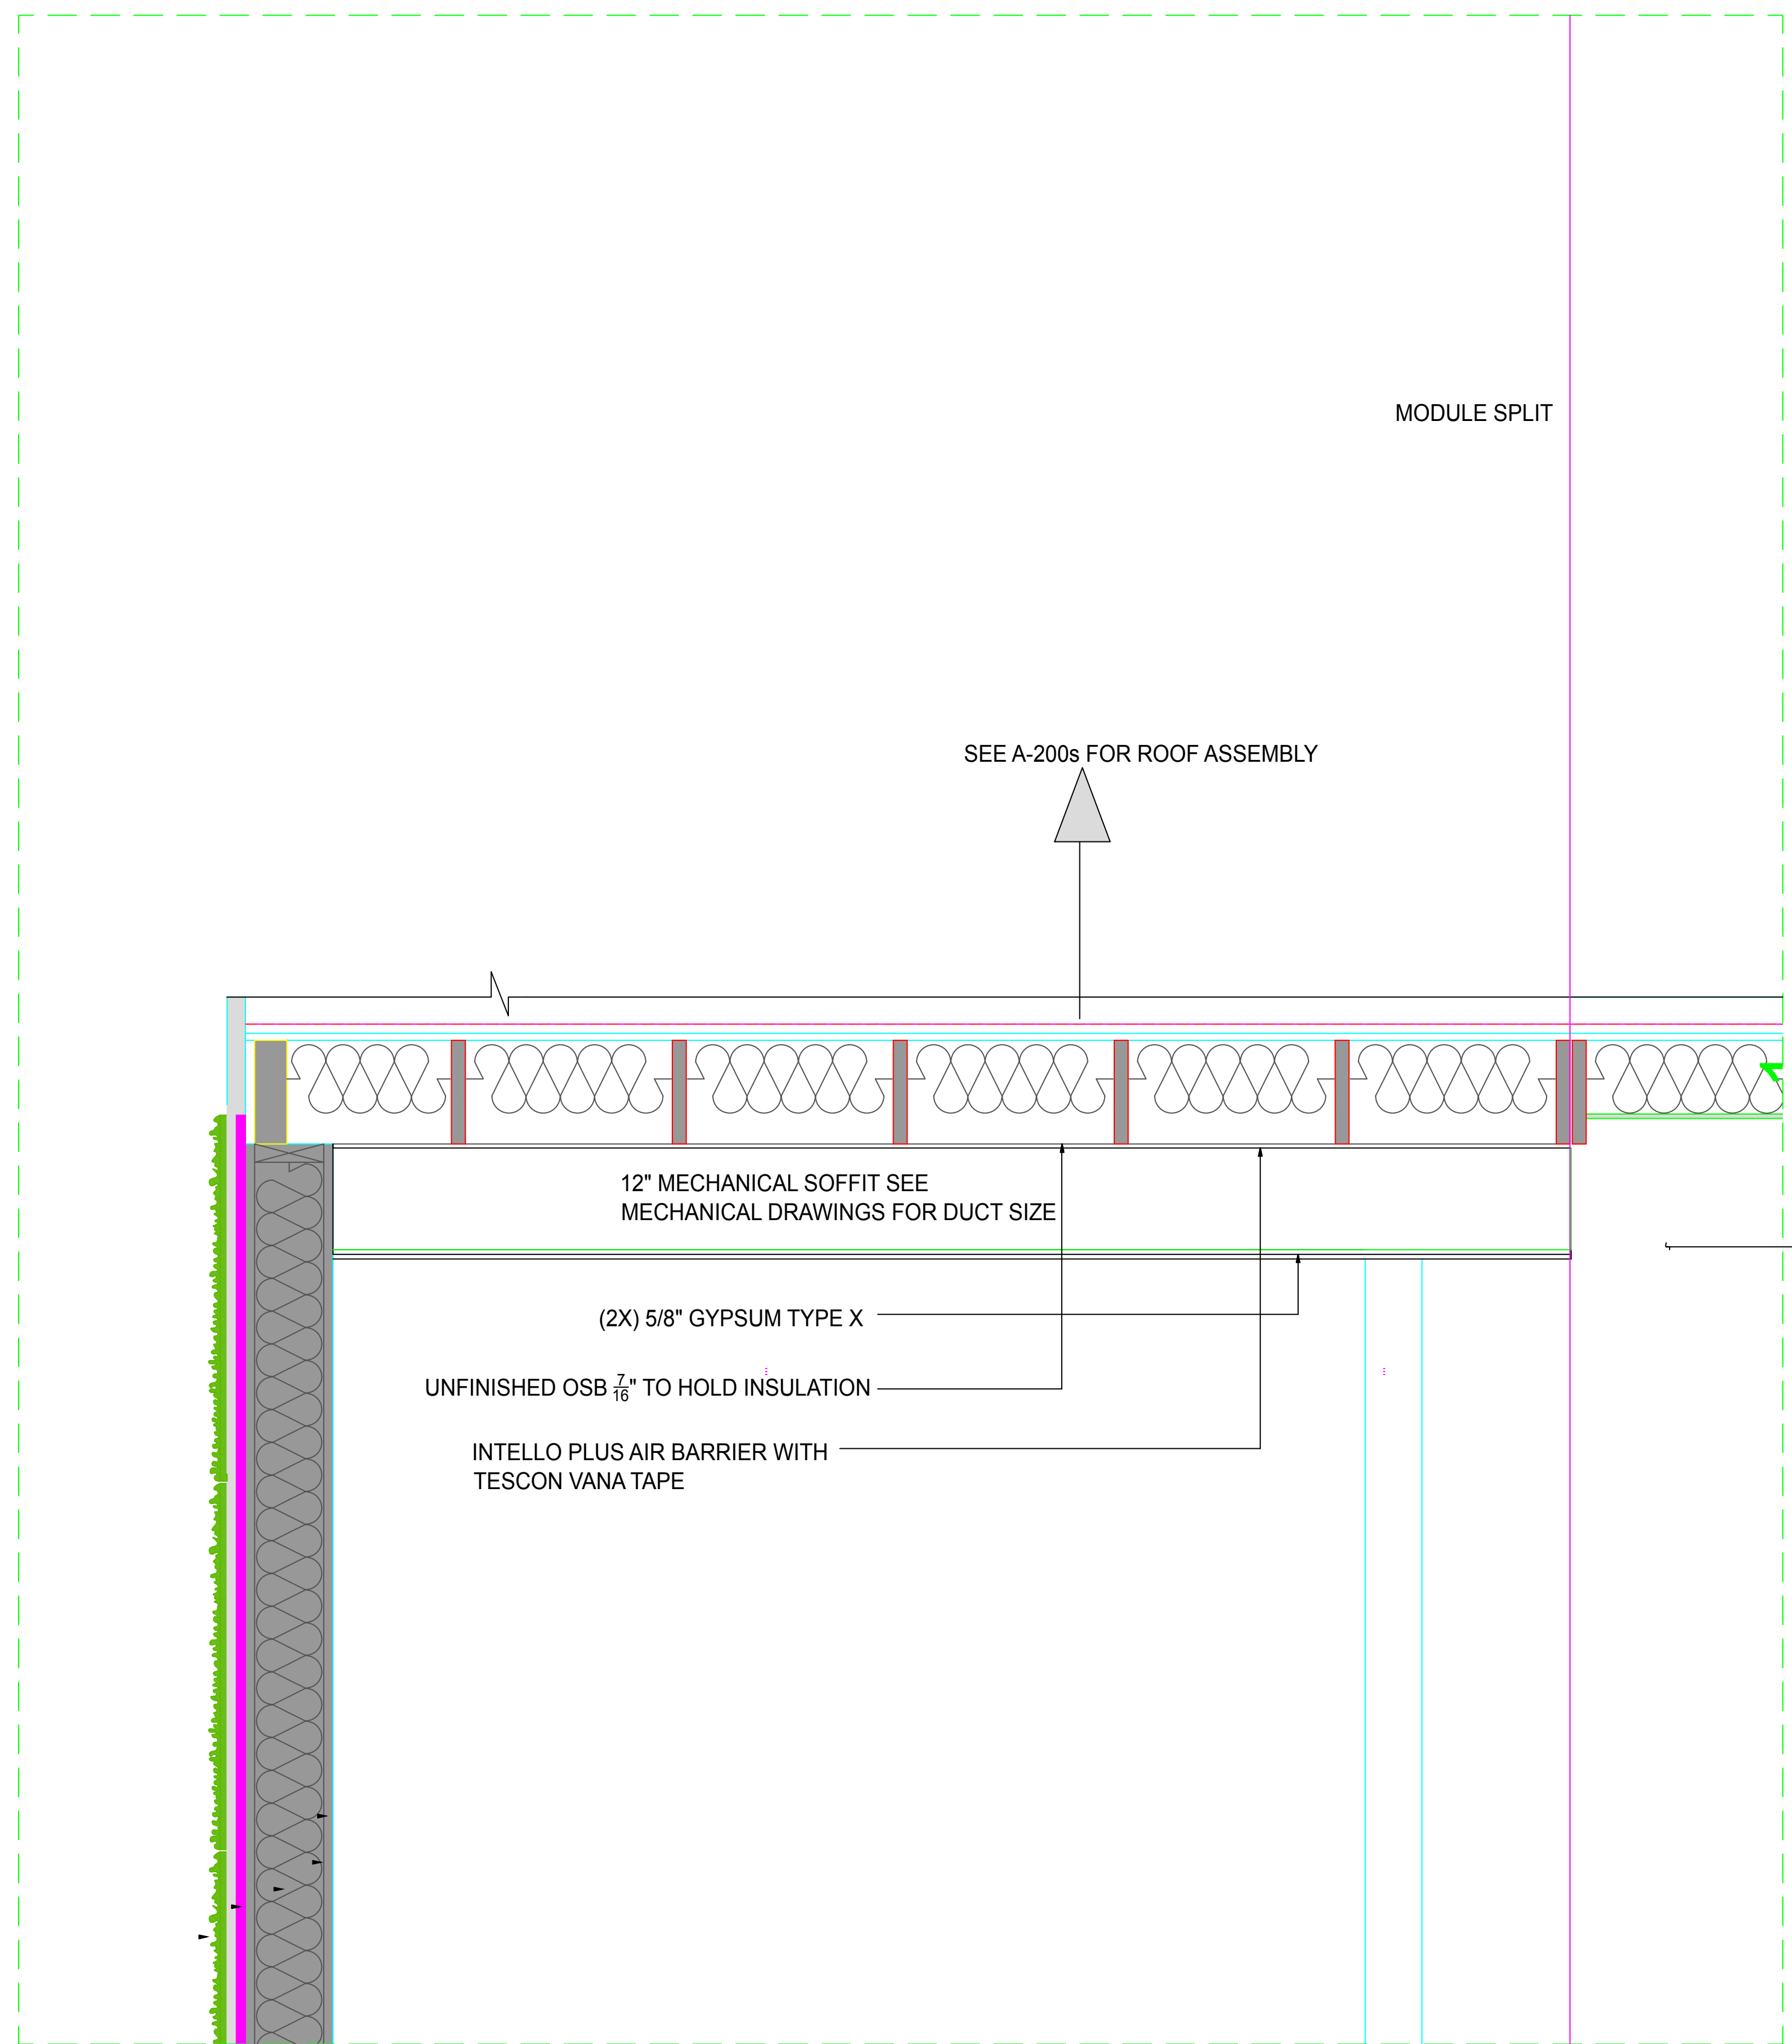 MODULE SPLIT
SEE A-200s FOR ROOF ASSEMBLY
12" MECHANICAL SOFFIT SEE
MECHANICAL DRAWINGS FOR DUCT SIZE
(2X) 5/8" GYPSUM TYPE X
UNFINISHED OSB 7/16" TO HOLD INSULATION
INTELLO PLUS AIR BARRIER WITH
TESCON VANA TAPE